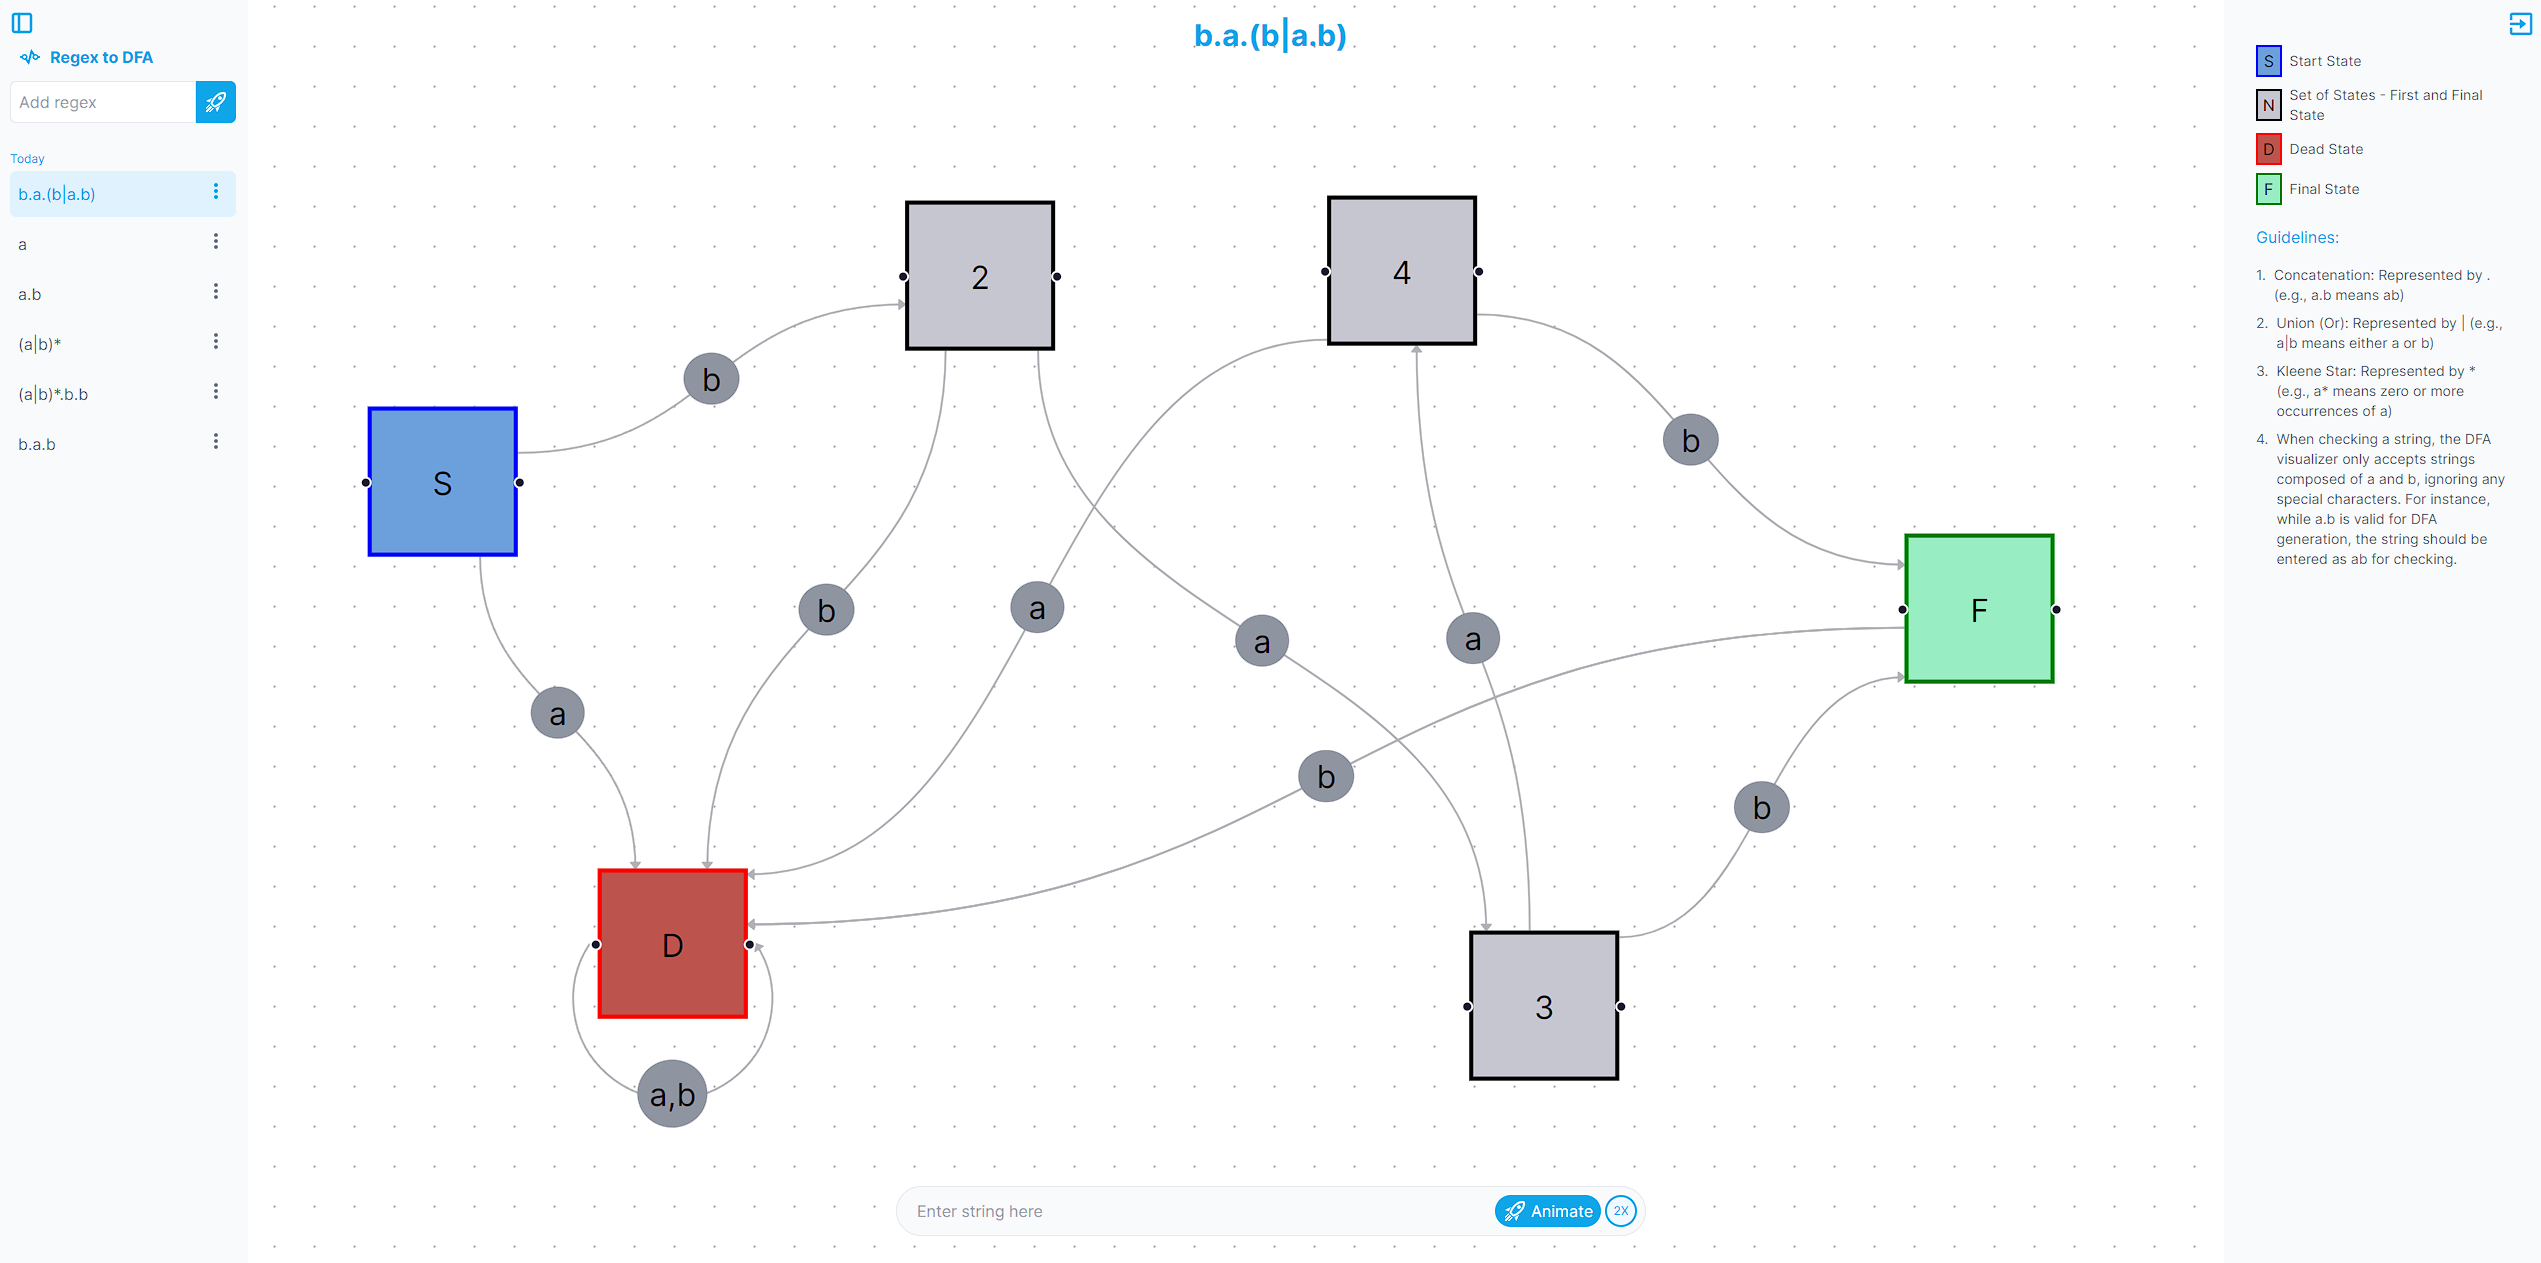 Regex to DFA
Add regex
Today
b.a.(b|a.b)
a
a.b
(a|b)*
(a|b)*.b.b
b.a.b
b.a.(b|a.b)
2
4
b
b
S
b
a
a
a
F
a
b
b
D
3
a,b
Enter string here
Animate
2X
S Start State
N Set of States - First and Final
State
D Dead State
F Final State
Guidelines:
1. Concatenation: Represented by .
(e.g., a.b means ab)
2. Union (Or): Represented by | (e.g.,
a|b means either a or b)
3. Kleene Star: Represented by *
(e.g., a* means zero or more
occurrences of a)
4. When checking a string, the DFA
visualizer only accepts strings
composed of a and b, ignoring any
special characters. For instance,
while a.b is valid for DFA
generation, the string should be
entered as ab for checking.